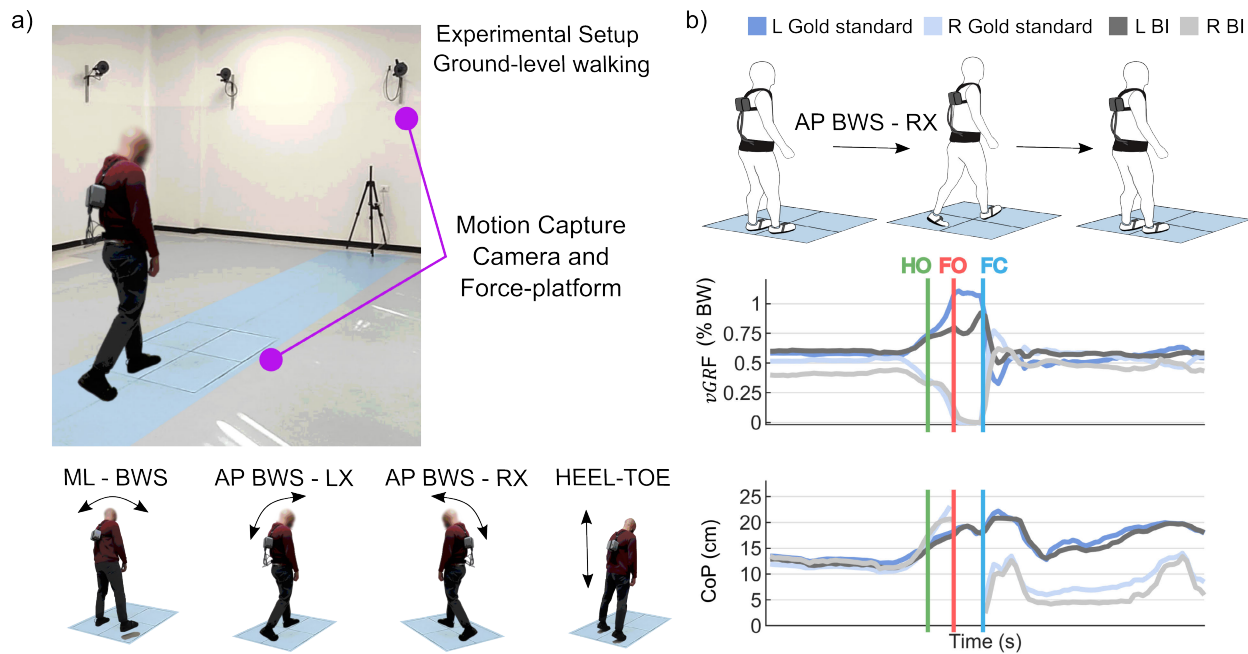 a)
Experimental Setup
Ground-level walking
Motion Capture
Camera and
Force-platform
ML - BWS
AP BWS - LX
AP BWS - RX
HEEL-TOE
b)
L Gold standard
R Gold standard
L BI
R BI
AP BWS - RX
HO
FO
FC
vGRF (% BW)
1
0.75
0.5
0.25
0
CoP (cm)
25
20
15
10
5
0
Time (s)